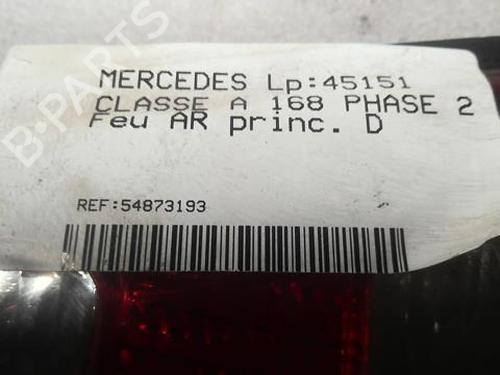 B-PARTS
MERCEDES Lp:45151
CLASSE A 168 PHASE 2
Feu AR princ. D
REF:54873193